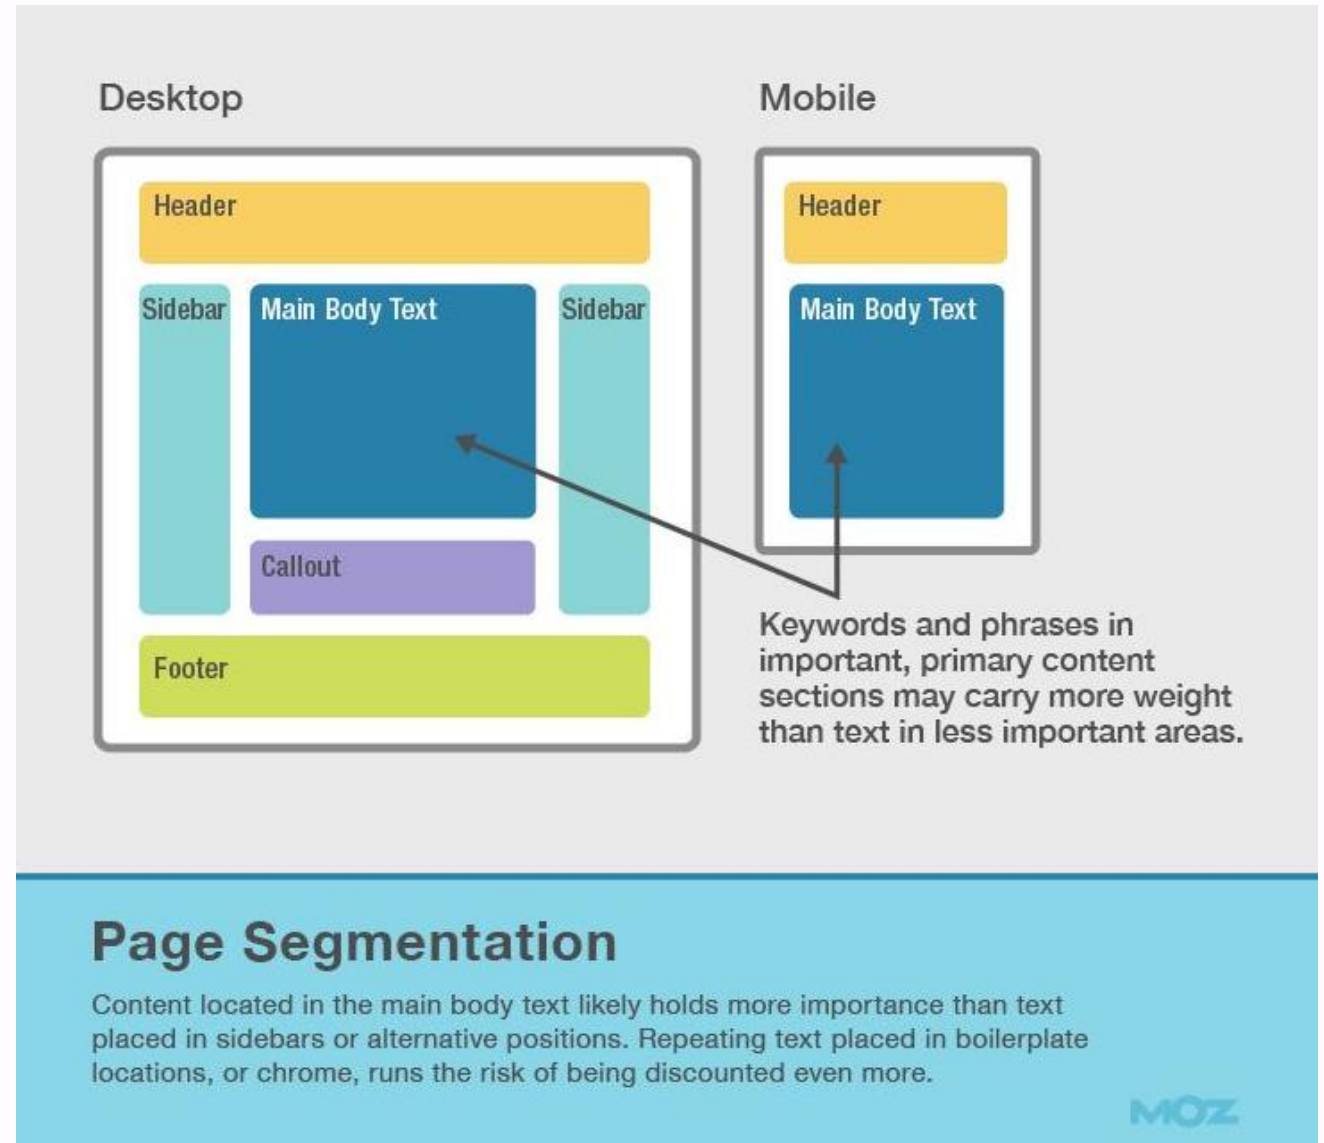 Desktop
Header
Sidebar
Main Body Text
Sidebar
Callout
Footer
Mobile
Header
Main Body Text
Keywords and phrases in
important, primary content
sections may carry more weight
than text in less important areas.
Page Segmentation
Content located in the main body text likely holds more importance than text
placed in sidebars or alternative positions. Repeating text placed in boilerplate
locations, or chrome, runs the risk of being discounted even more.
MOZ